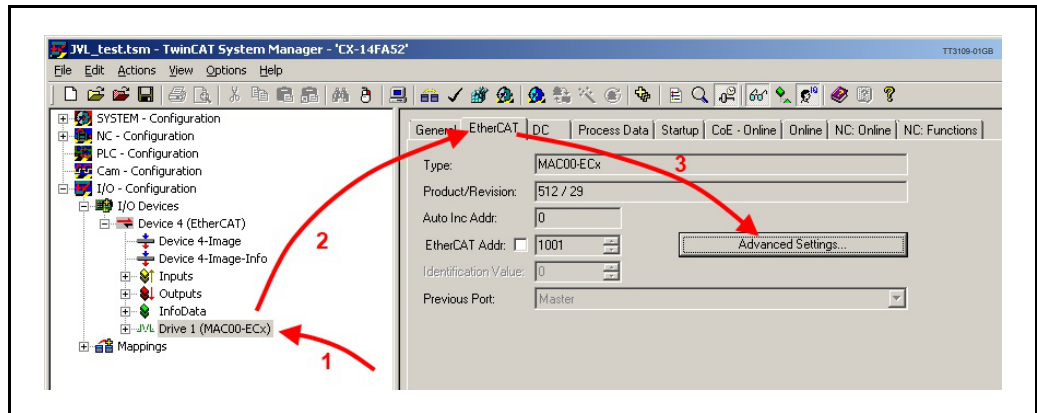 JVL_test.tsm - TwinCAT System Manager - 'CX-14FA52'
TT3109-01GB
File Edit Actions View Options Help
SYSTEM - Configuration
NC - Configuration
PLC - Configuration
Cam - Configuration
I/O - Configuration
I/O Devices
Device 4 (EtherCAT)
Device 4-Image
Device 4-Image-Info
Inputs
Outputs
InfoData
JVL Drive 1 (MAC00-ECx)
Mappings
1
2
General EtherCAT DC Process Data Startup CoE - Online Online NC: Online NC: Functions
Type: MAC00-ECx
3
Product/Revision: 512 / 29
Auto Inc Addr: 0
EtherCAT Addr: 1001 Advanced Settings...
Identification Value: 0
Previous Port: Master